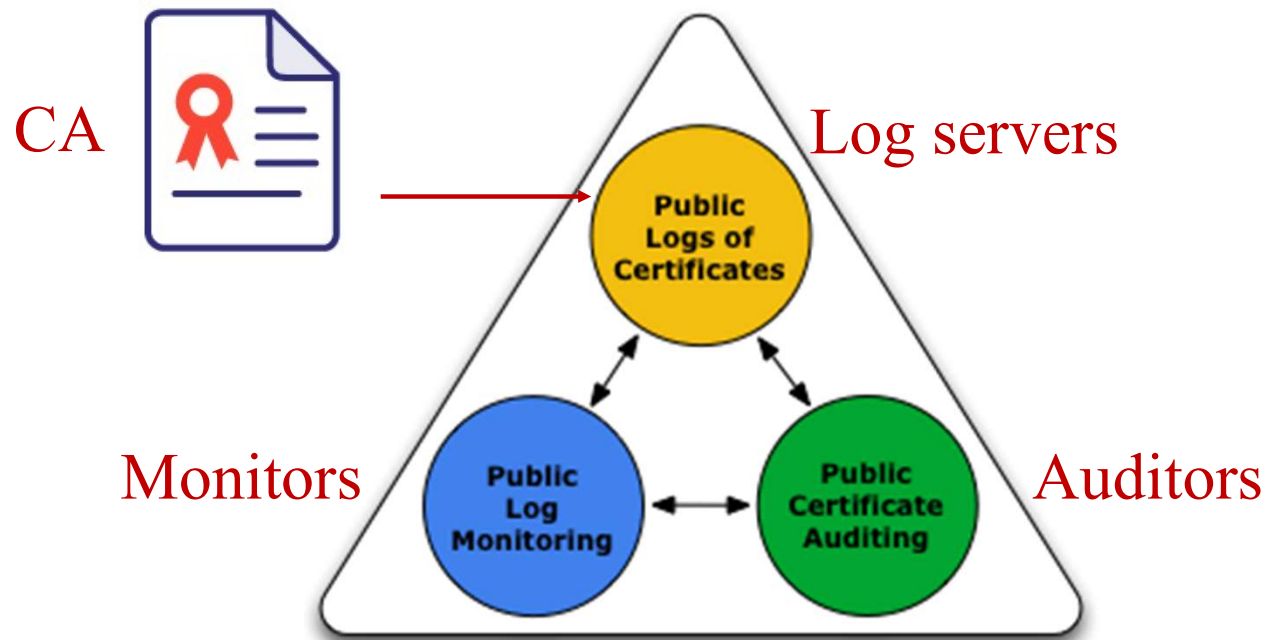 CA
Log servers
Public
Logs of
Certificates
Monitors
Public
Log
Monitoring
Public
Certificate
Auditing
Auditors